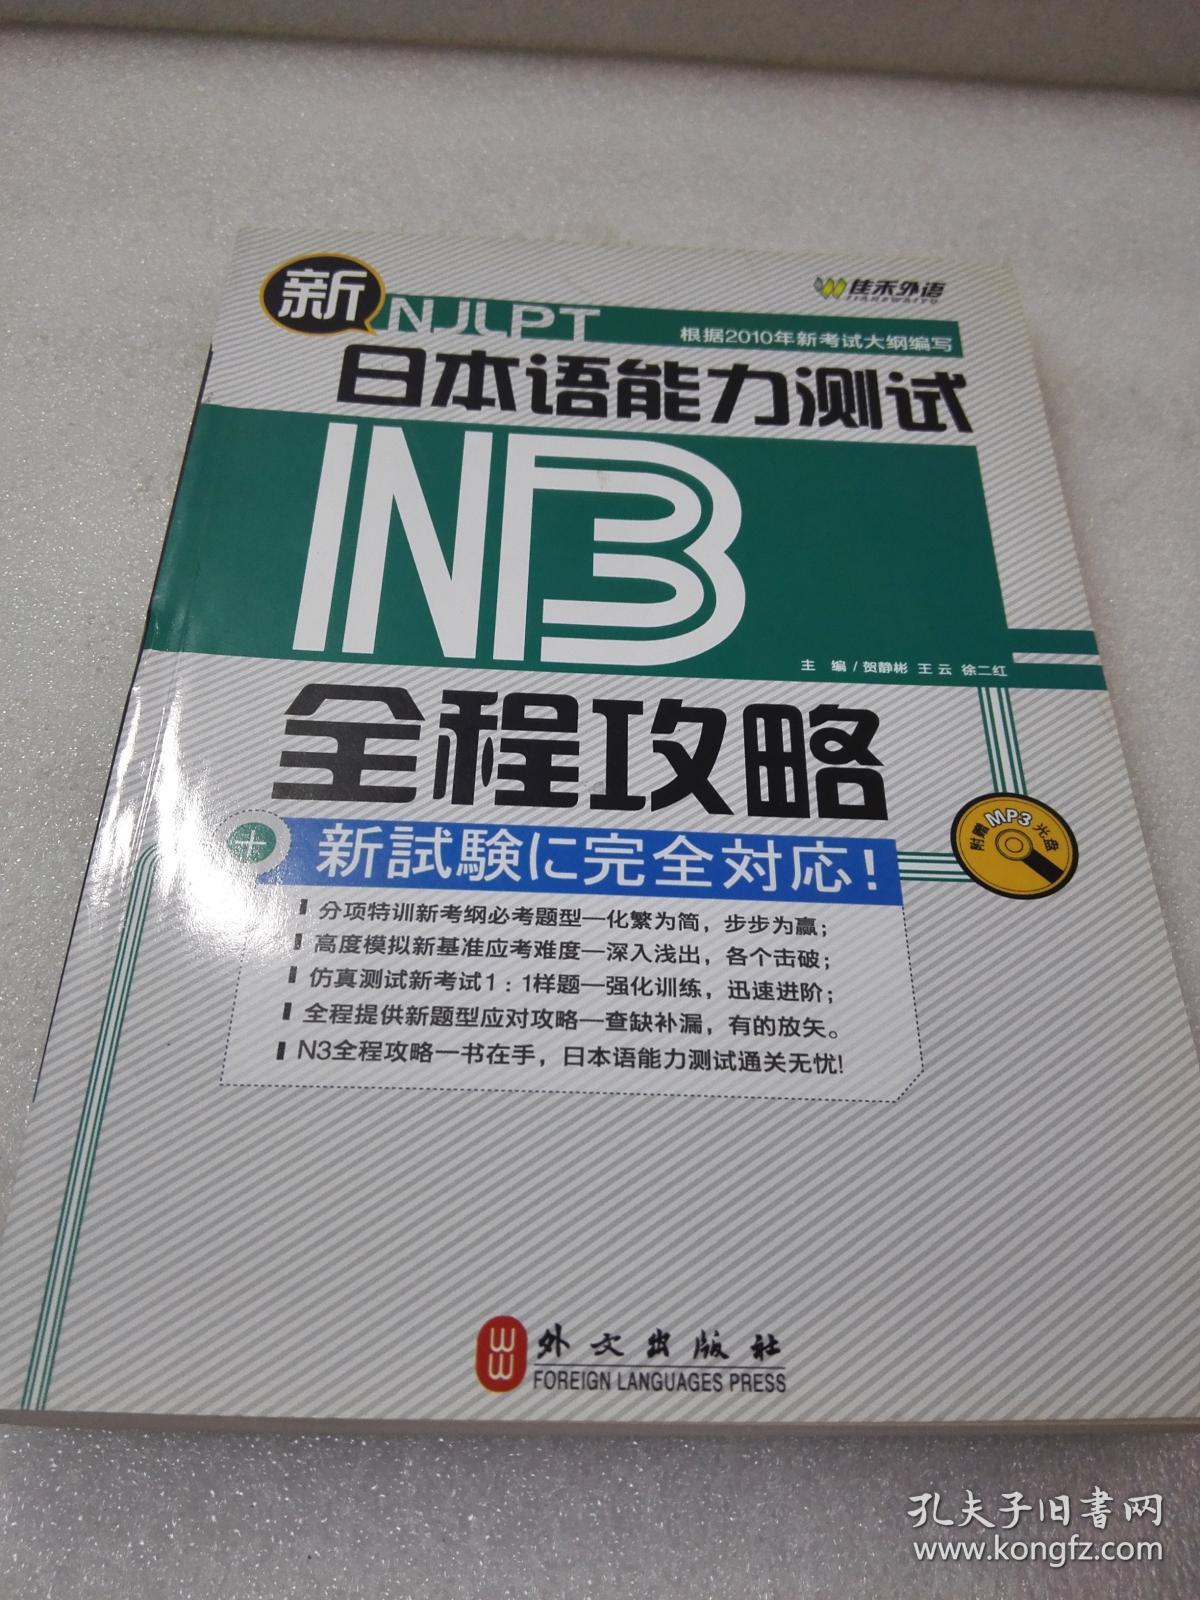 新
NJLPT
佳禾外语
JIAHEWAIYU
根据2010年新考试大纲编写
日本语能力测试
N3
主 编/贺静彬 王云 徐二红
全程攻略
附赠MP3光盘
新試験に完全対応!
分项特训新考纲必考题型—化繁为简,步步为赢;
高度模拟新基准应考难度—深入浅出,各个击破;
仿真测试新考试1:1样题—强化训练,迅速进阶;
全程提供新题型应对攻略—查缺补漏,有的放矢。
N3全程攻略一书在手,日本语能力测试通关无忧!
外文出版社
FOREIGN LANGUAGES PRESS
孔夫子旧書网
www.kongfz.com